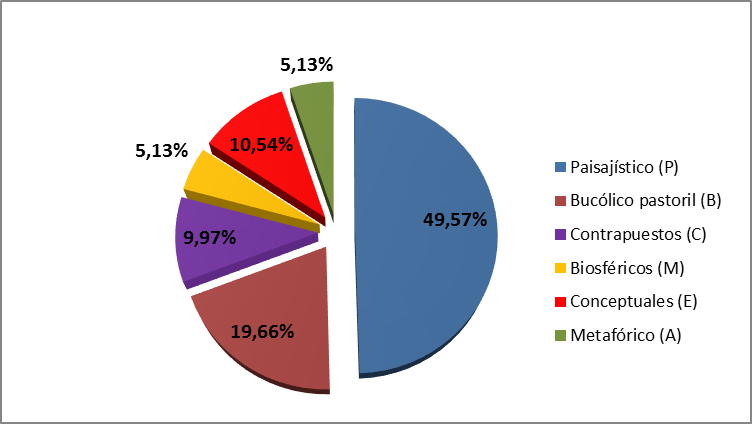 5,13%
10,54%
5,13%
49,57%
9,97%
19,66%
Paisajístico (P)
Bucólico pastoril (B)
Contrapuestos (C)
Biosféricos (M)
Conceptuales (E)
Metafórico (A)